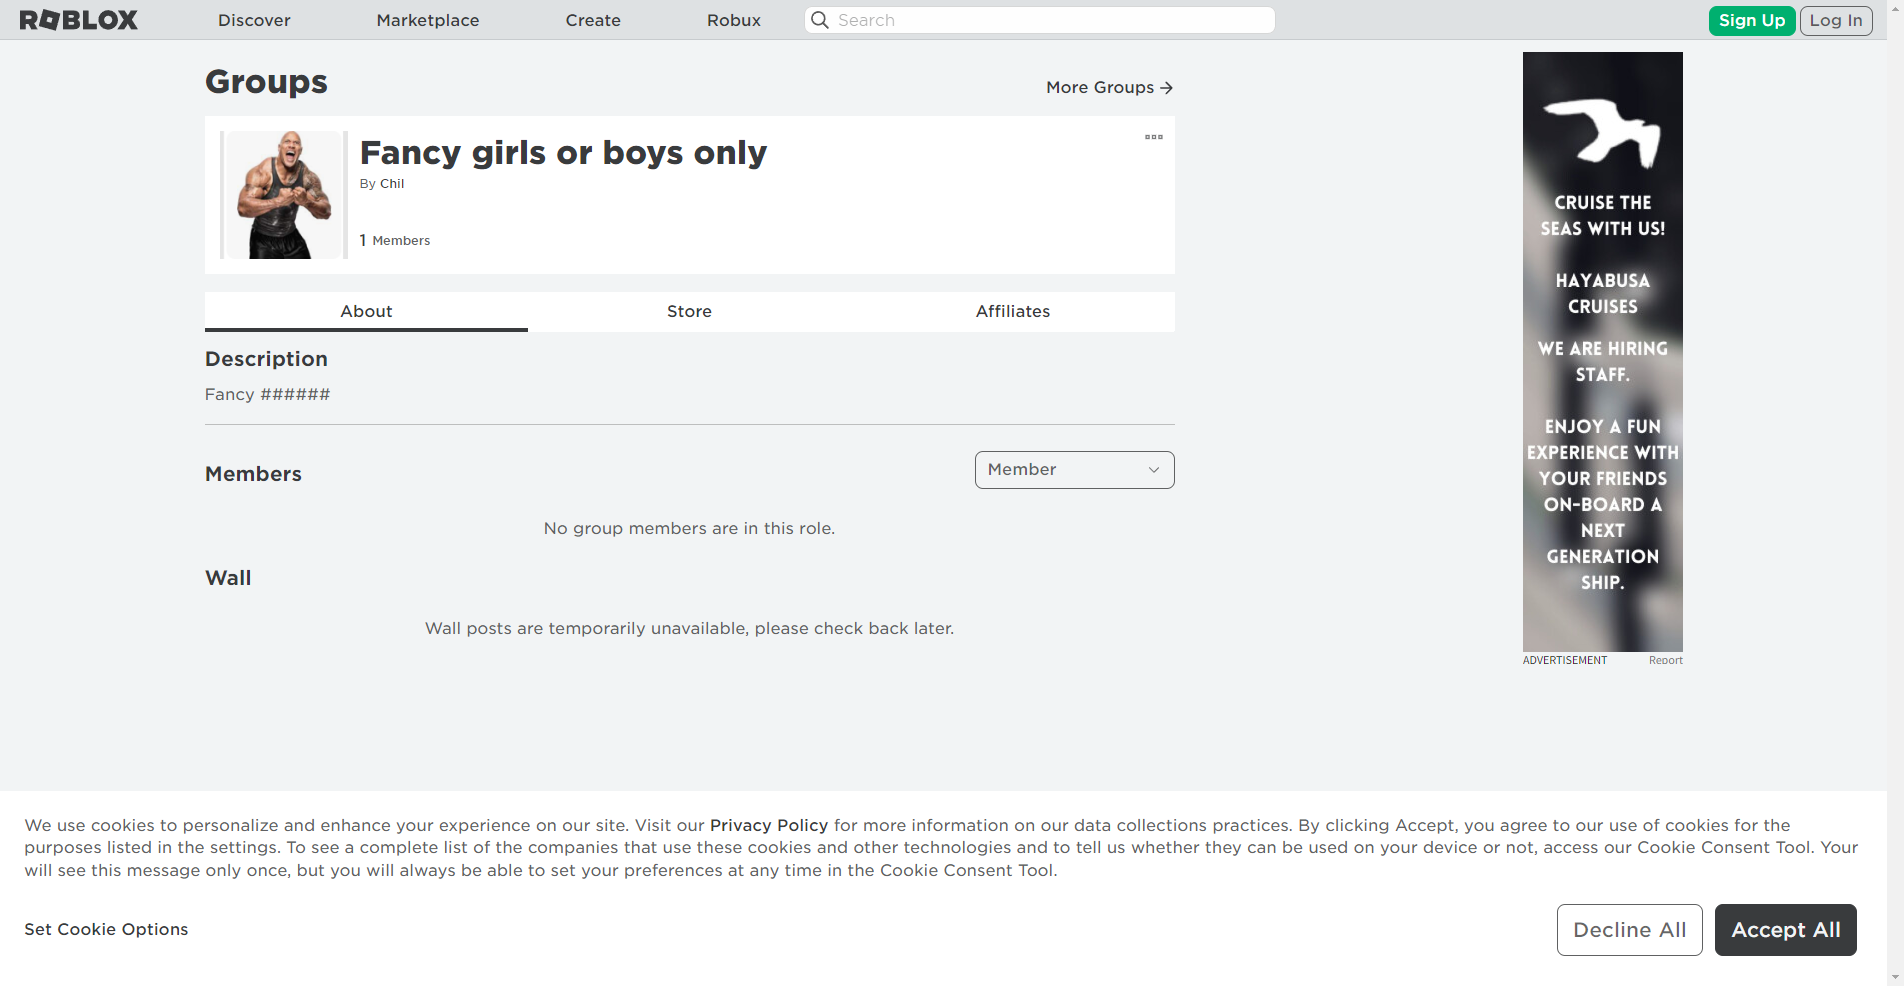 ROBLOX
Discover
Marketplace
Create
Robux
Search
Sign Up
Log In
Groups
More Groups →
Fancy girls or boys only
By Chil
1 Members
About
Store
Affiliates
Description
Fancy ######
Members
Member
No group members are in this role.
Wall
Wall posts are temporarily unavailable, please check back later.
CRUISE THE
SEAS WITH US!
HAYABUSA
CRUISES
WE ARE HIRING
STAFF.
ENJOY A FUN
EXPERIENCE WITH
YOUR FRIENDS
ON-BOARD A
NEXT
GENERATION
SHIP.
ADVERTISEMENT
Report
We use cookies to personalize and enhance your experience on our site. Visit our Privacy Policy for more information on our data collections practices. By clicking Accept, you agree to our use of cookies for the
purposes listed in the settings. To see a complete list of the companies that use these cookies and other technologies and to tell us whether they can be used on your device or not, access our Cookie Consent Tool. Your
will see this message only once, but you will always be able to set your preferences at any time in the Cookie Consent Tool.
Set Cookie Options
Decline All
Accept All